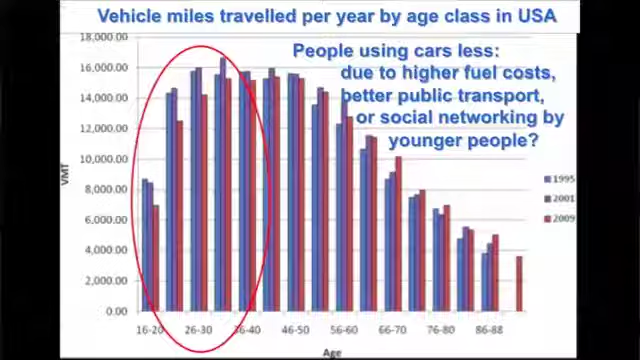 Vehicle miles travelled per year by age class in USA
18,000.00
People using cars less:
16,000.00
due to higher fuel costs,
14,000.00
better public transport,
or social networking by
12,000.00
younger people?
10,000.00
VMT
8,000.00
1995
2001
6,000.00
2009
4,000.00
2,000.00
0.00
16-20 26-30 36-40 46-50 56-60 66-70 76-80 86-88
Age